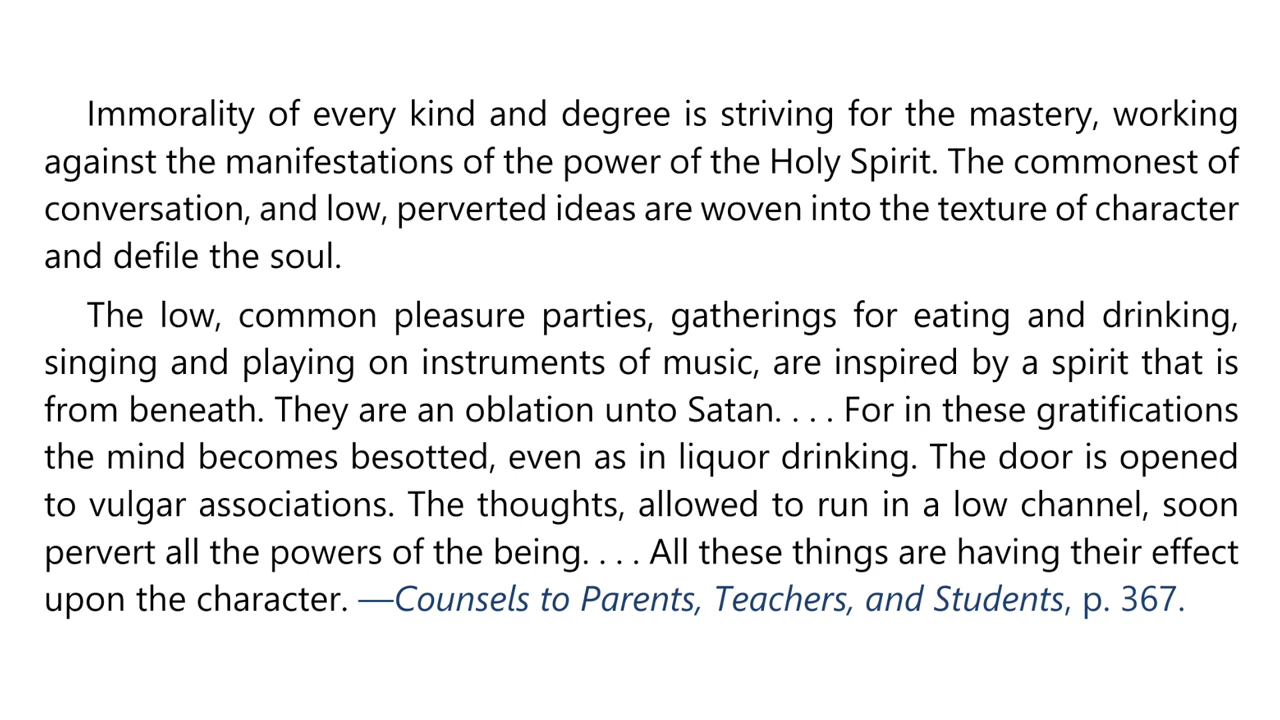 Immorality of every kind and degree is striving for the mastery, working
against the manifestations of the power of the Holy Spirit. The commonest of
conversation, and low, perverted ideas are woven into the texture of character
and defile the soul.
The low, common pleasure parties, gatherings for eating and drinking,
singing and playing on instruments of music, are inspired by a spirit that is
from beneath. They are an oblation unto Satan. . . . For in these gratifications
the mind becomes besotted, even as in liquor drinking. The door is opened
to vulgar associations. The thoughts, allowed to run in a low channel, soon
pervert all the powers of the being. . . . All these things are having their effect
upon the character. —Counsels to Parents, Teachers, and Students, p. 367.